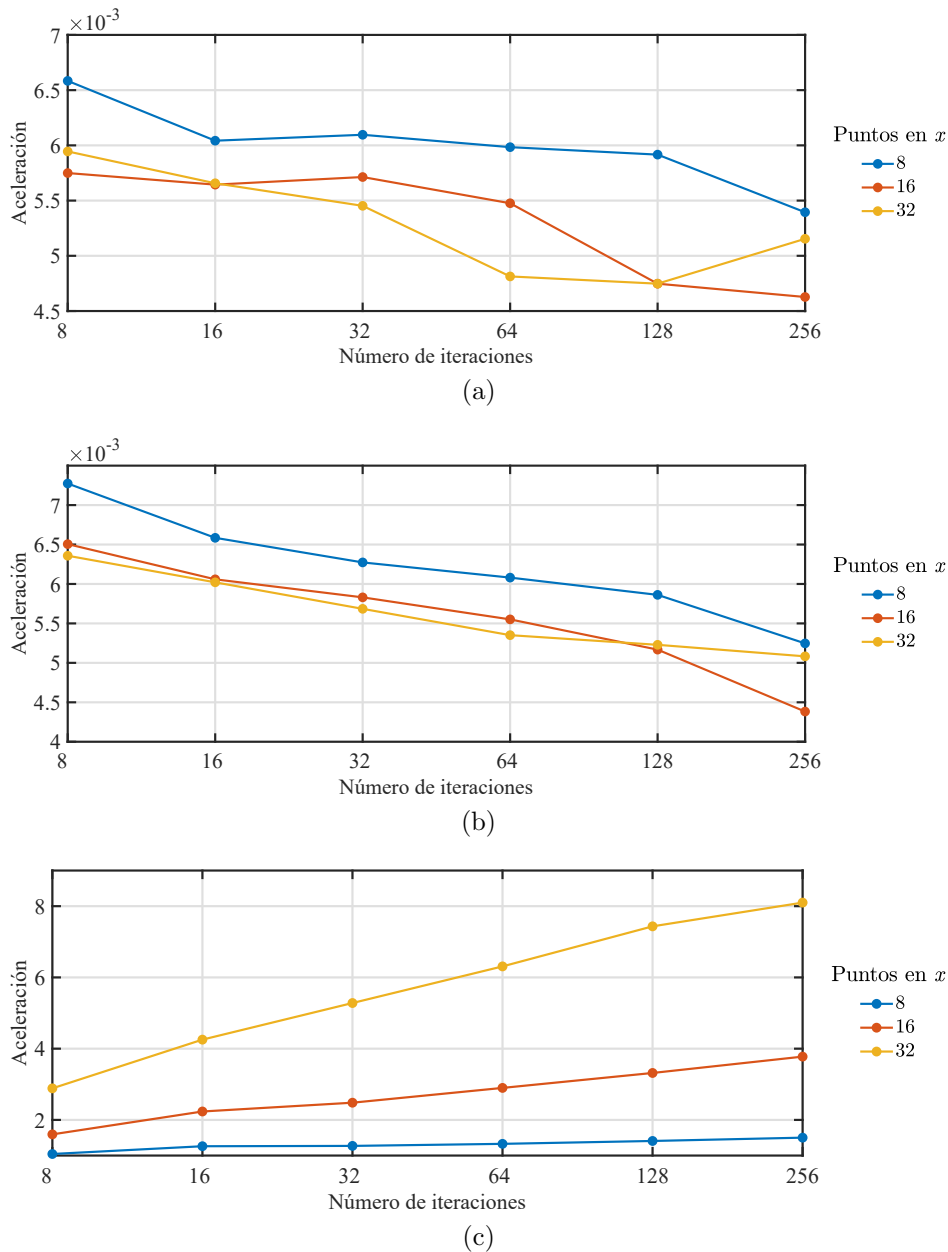 ×10-3
7
6.5
6
5.5
5
4.5
Aceleración
8 16 32 64 128 256
Número de iteraciones
Puntos en x
8
16
32
(a)
×10-3
7
6.5
6
5.5
5
4.5
4
Aceleración
8 16 32 64 128 256
Número de iteraciones
Puntos en x
8
16
32
(b)
8
6
4
2
Aceleración
8 16 32 64 128 256
Número de iteraciones
Puntos en x
8
16
32
(c)